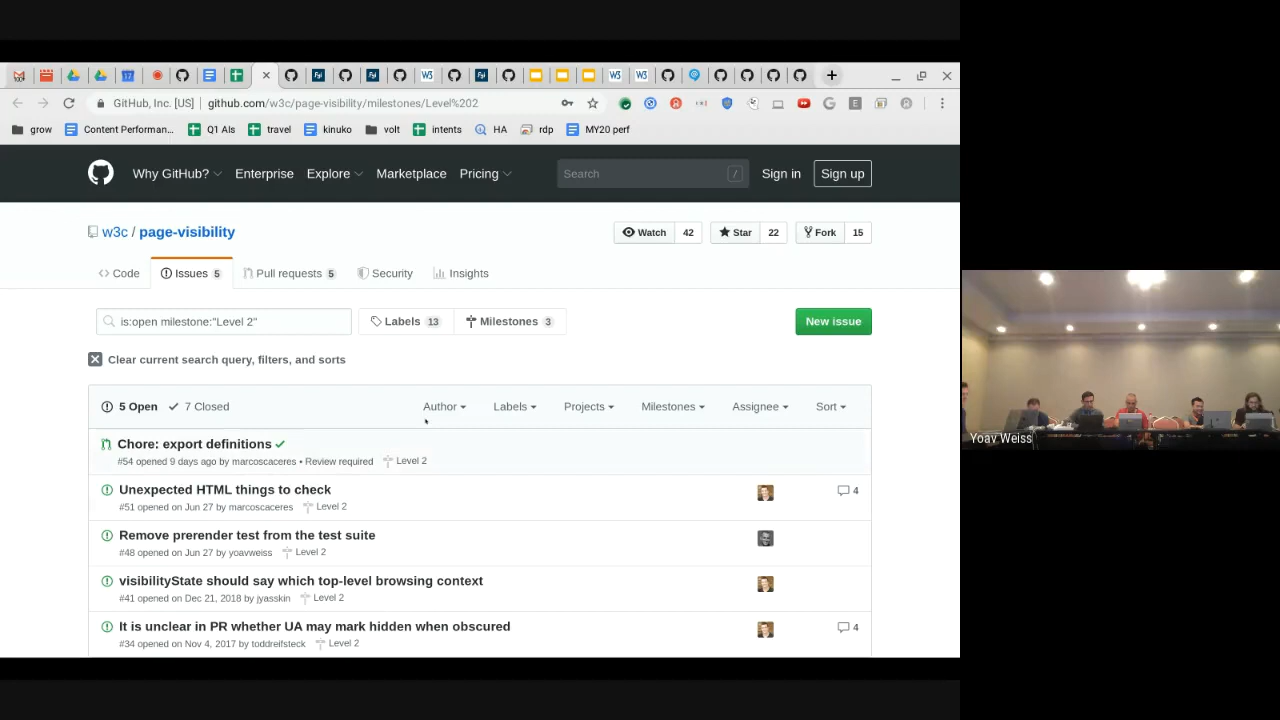 GitHub, Inc. [US]
github.com/w3c/page-visibility/milestones/Level%202
grow
Content Performan...
Q1 AIs
travel
kinuko
volt
intents
HA
rdp
MY20 perf
Why GitHub?
Enterprise
Explore
Marketplace
Pricing
Search
/
Sign in
Sign up
w3c / page-visibility
Watch 42
Star 22
Fork 15
Code
Issues 5
Pull requests 5
Security
Insights
is:open milestone:"Level 2"
Labels 13
Milestones 3
New issue
Clear current search query, filters, and sorts
5 Open
7 Closed
Author
Labels
Projects
Milestones
Assignee
Sort
Chore: export definitions
#54 opened 9 days ago by marcoscaceres • Review required Level 2
Unexpected HTML things to check
4
#51 opened on Jun 27 by marcoscaceres Level 2
Remove prerender test from the test suite
#48 opened on Jun 27 by yoavweiss Level 2
visibilityState should say which top-level browsing context
#41 opened on Dec 21, 2018 by jyasskin Level 2
It is unclear in PR whether UA may mark hidden when obscured
4
#34 opened on Nov 4, 2017 by toddreifsteck Level 2
Yoav Weiss